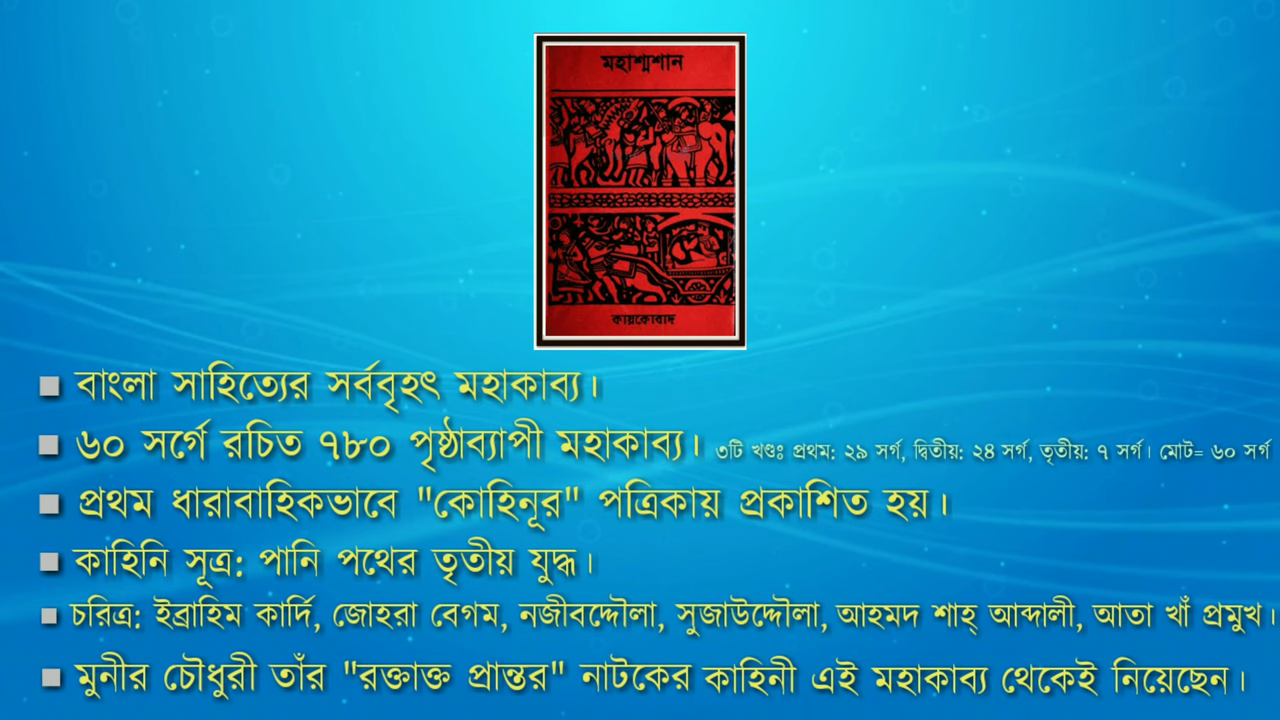 মহাশ্মশান
কায়কোবাদ
বাংলা সাহিত্যের সর্ববৃহৎ মহাকাব্য।
৬০ সর্গে রচিত ৭৮০ পৃষ্ঠাব্যাপী মহাকাব্য। ৩টি খণ্ডঃ প্রথম: ২৯ সর্গ, দ্বিতীয়: ২৪ সর্গ, তৃতীয়: ৭ সর্গ। মোট= ৬০ সর্গ
প্রথম ধারাবাহিকভাবে "কোহিনূর" পত্রিকায় প্রকাশিত হয়।
কাহিনি সূত্র: পানি পথের তৃতীয় যুদ্ধ।
চরিত্র: ইব্রাহিম কার্দি, জোহরা বেগম, নজীবদ্দৌলা, সুজাউদ্দৌলা, আহমদ শাহ্ আব্দালী, আতা খাঁ প্রমুখ।
মুনীর চৌধুরী তাঁর "রক্তাক্ত প্রান্তর" নাটকের কাহিনী এই মহাকাব্য থেকেই নিয়েছেন।